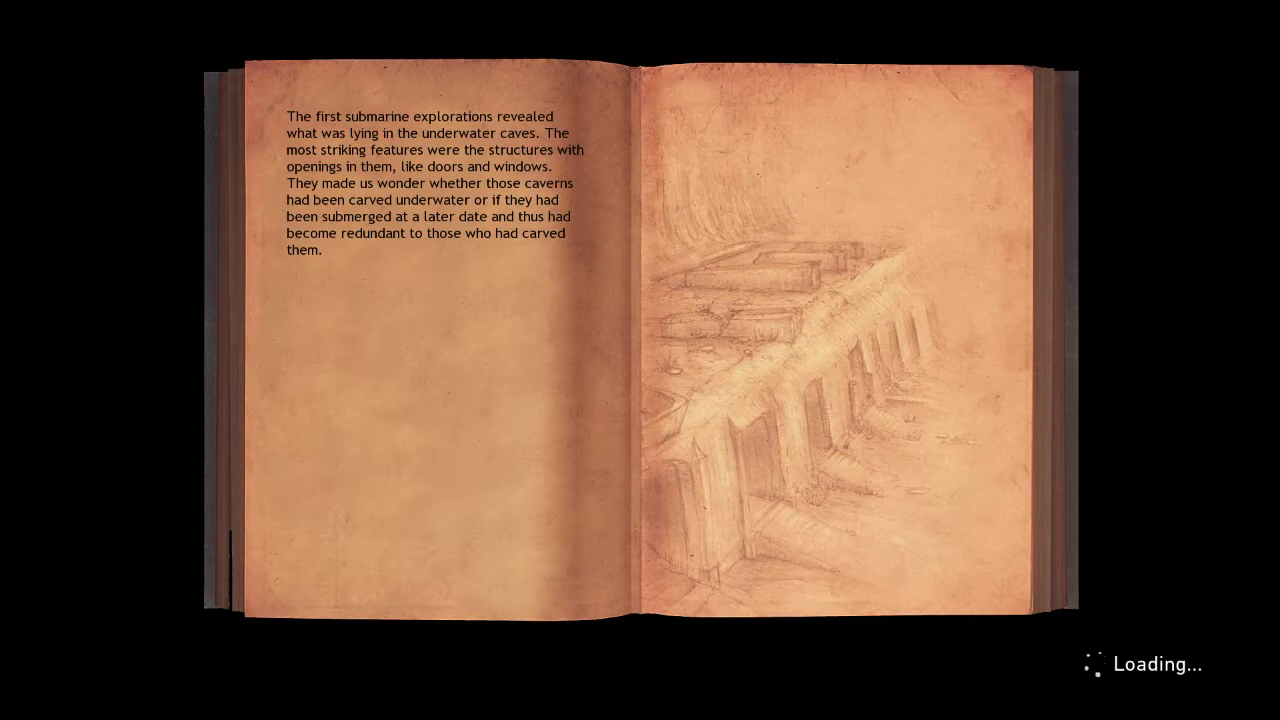 The first submarine explorations revealed
what was lying in the underwater caves. The
most striking features were the structures with
openings in them, like doors and windows.
They made us wonder whether those caverns
had been carved underwater or if they had
been submerged at a later date and thus had
become redundant to those who had carved
them.
Loading...